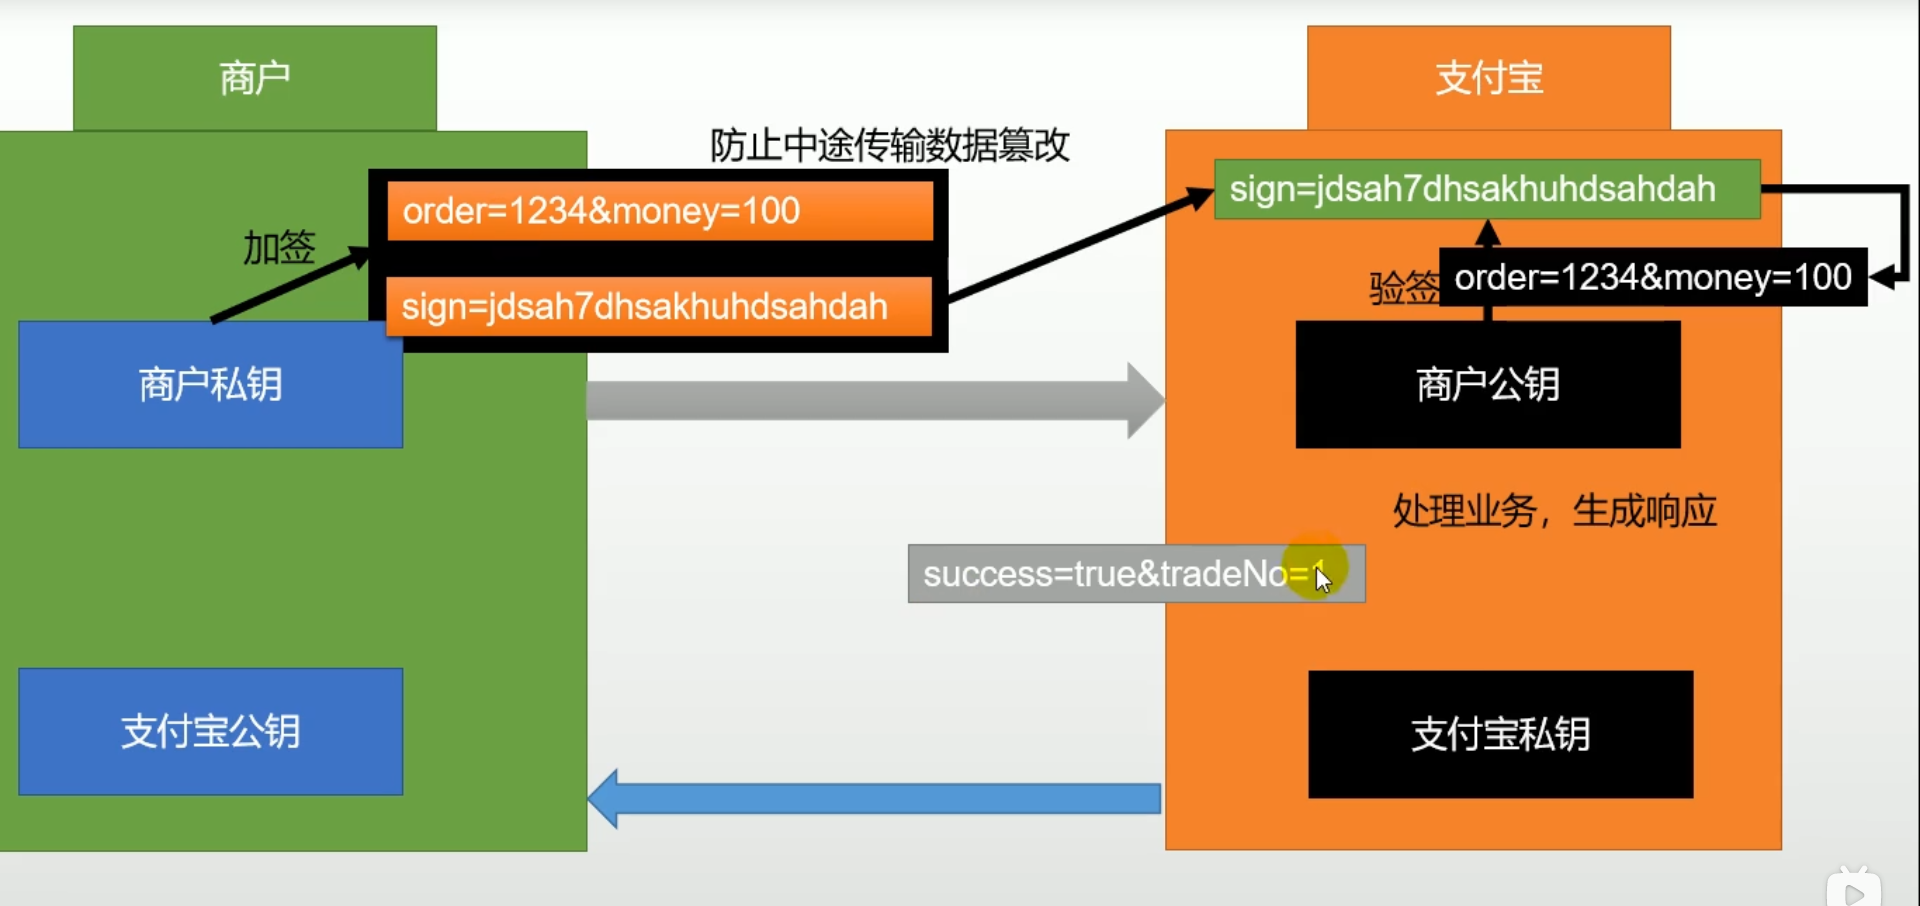 商户
支付宝
防止中途传输数据篡改
order=1234&money=100
sign=jdsah7dhsakhuhdsahdah
加签
sign=jdsah7dhsakhuhdsahdah
验签
order=1234&money=100
商户私钥
商户公钥
处理业务，生成响应
success=true&tradeNo=1
支付宝公钥
支付宝私钥